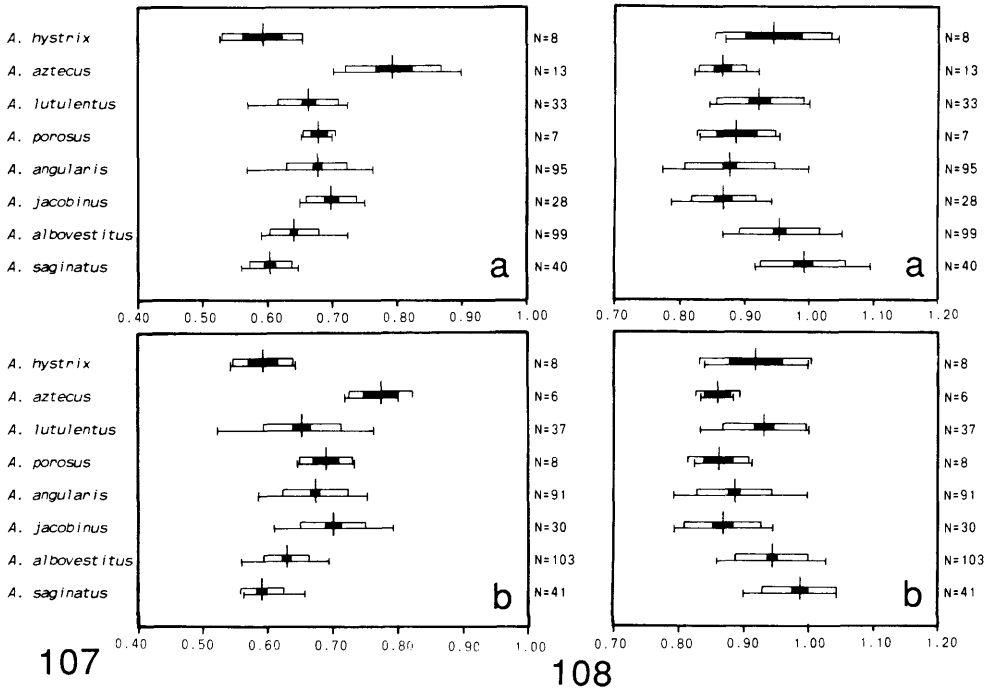 A. hystrix N=8 N=8
A. aztecus N=13 N=13
A. lutulentus N=33 N=33
A. porosus N=7 N=7
A. angularis N=95 N=95
A. jacobinus N=28 N=28
A. albovestitus N=99 N=99
A. saginatus a N=40 a N=40
0.40 0.50 0.60 0.70 0.80 0.90 1.00 0.70 0.80 0.90 1.00 1.10 1.20
A. hystrix N=8 N=8
A. aztecus N=6 N=6
A. lutulentus N=37 N=37
A. porosus N=8 N=8
A. angularis N=91 N=91
A. jacobinus N=30 N=30
A. albovestitus N=103 N=103
A. saginatus b N=41 b N=41
0.40 0.50 0.60 0.70 0.80 0.90 1.00 0.70 0.80 0.90 1.00 1.10 1.20
107 108